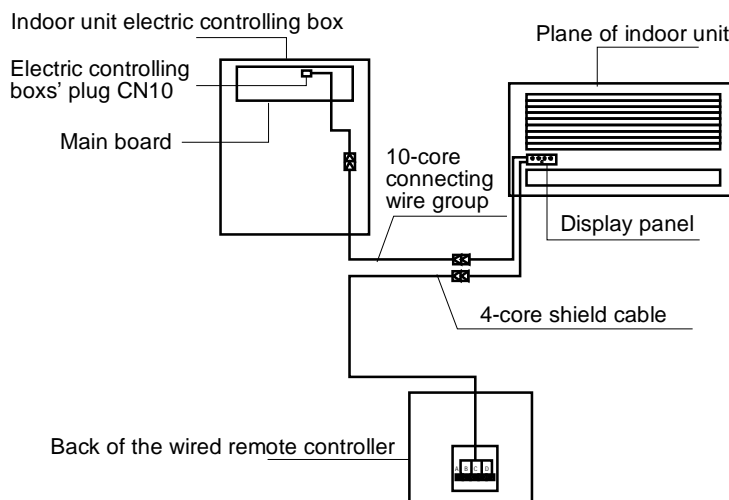 Indoor unit electric controlling box
Plane of indoor unit
Electric controlling
boxs' plug CN10
Main board
10-core
connecting
wire group
Display panel
4-core shield cable
Back of the wired remote controller
A B C D